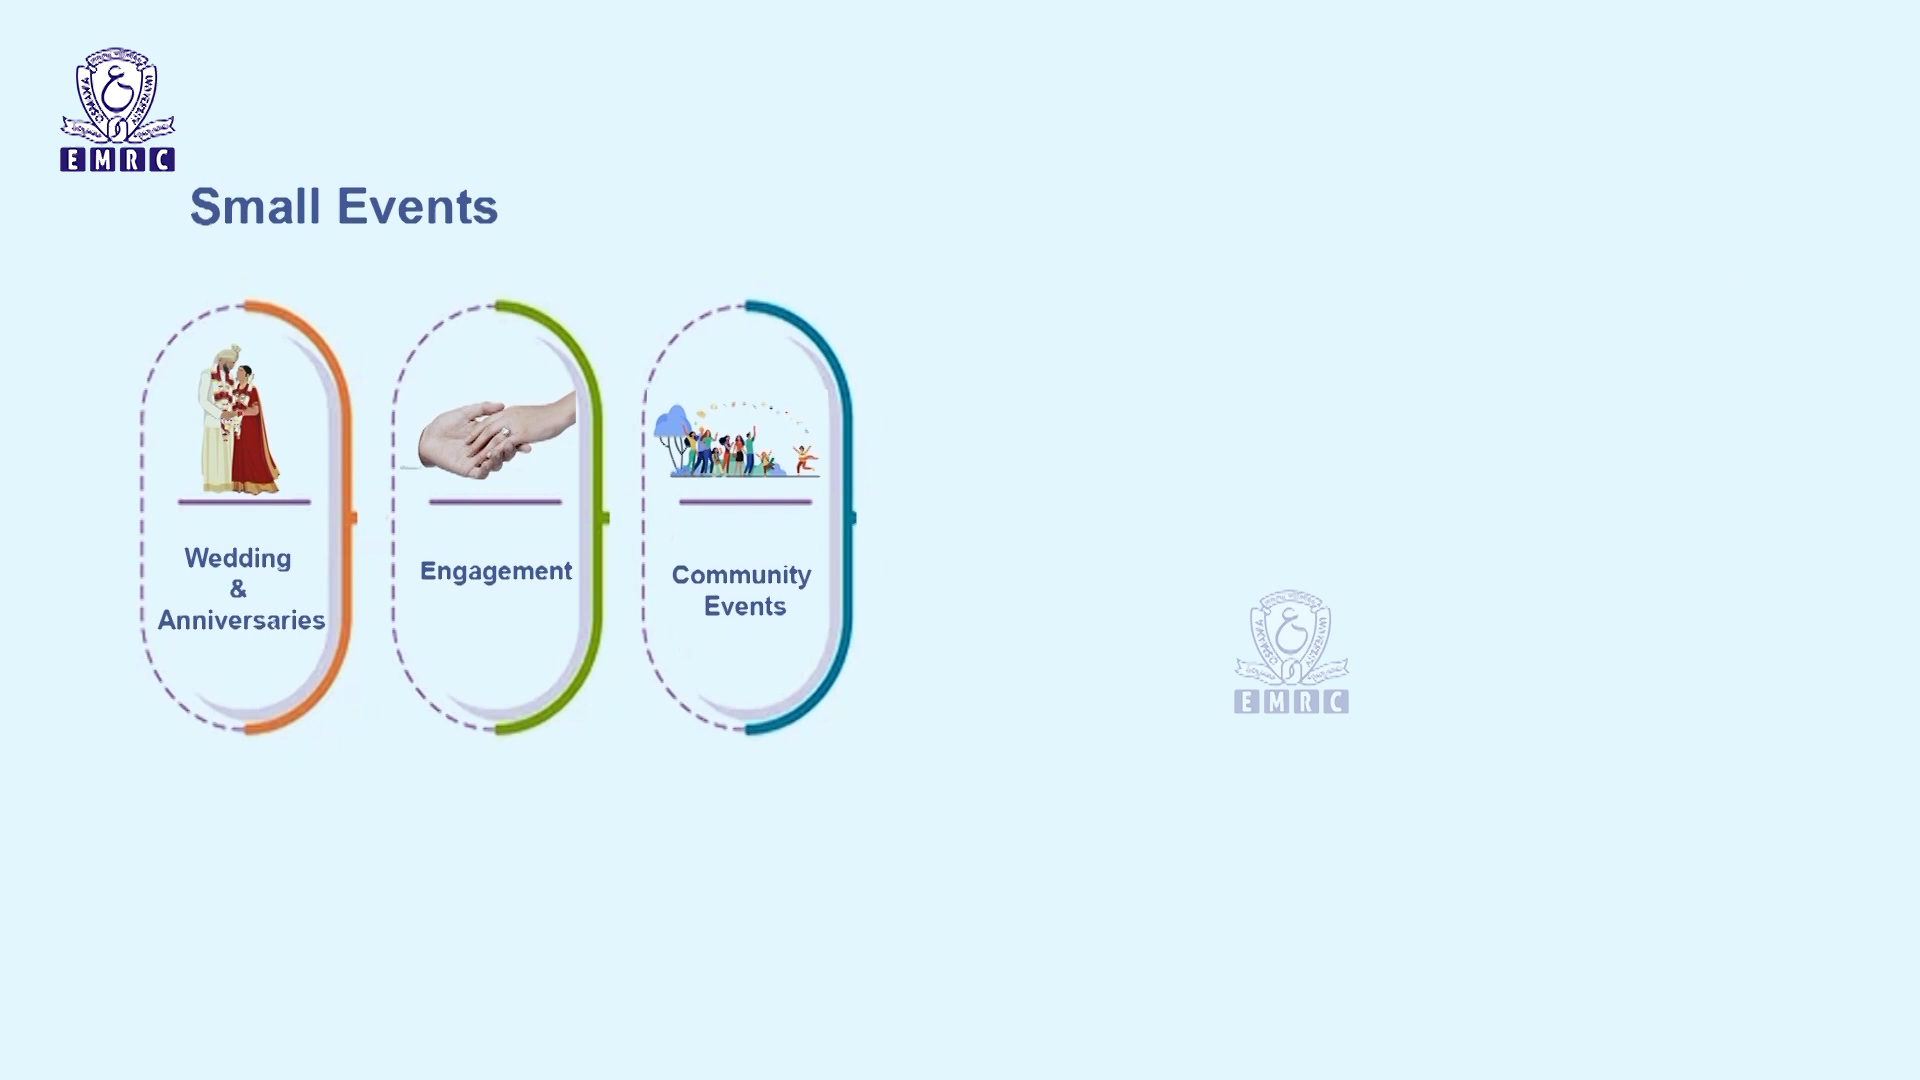 EMRC
Small Events
Wedding
&
Anniversaries
Engagement
Community
Events
EMRC